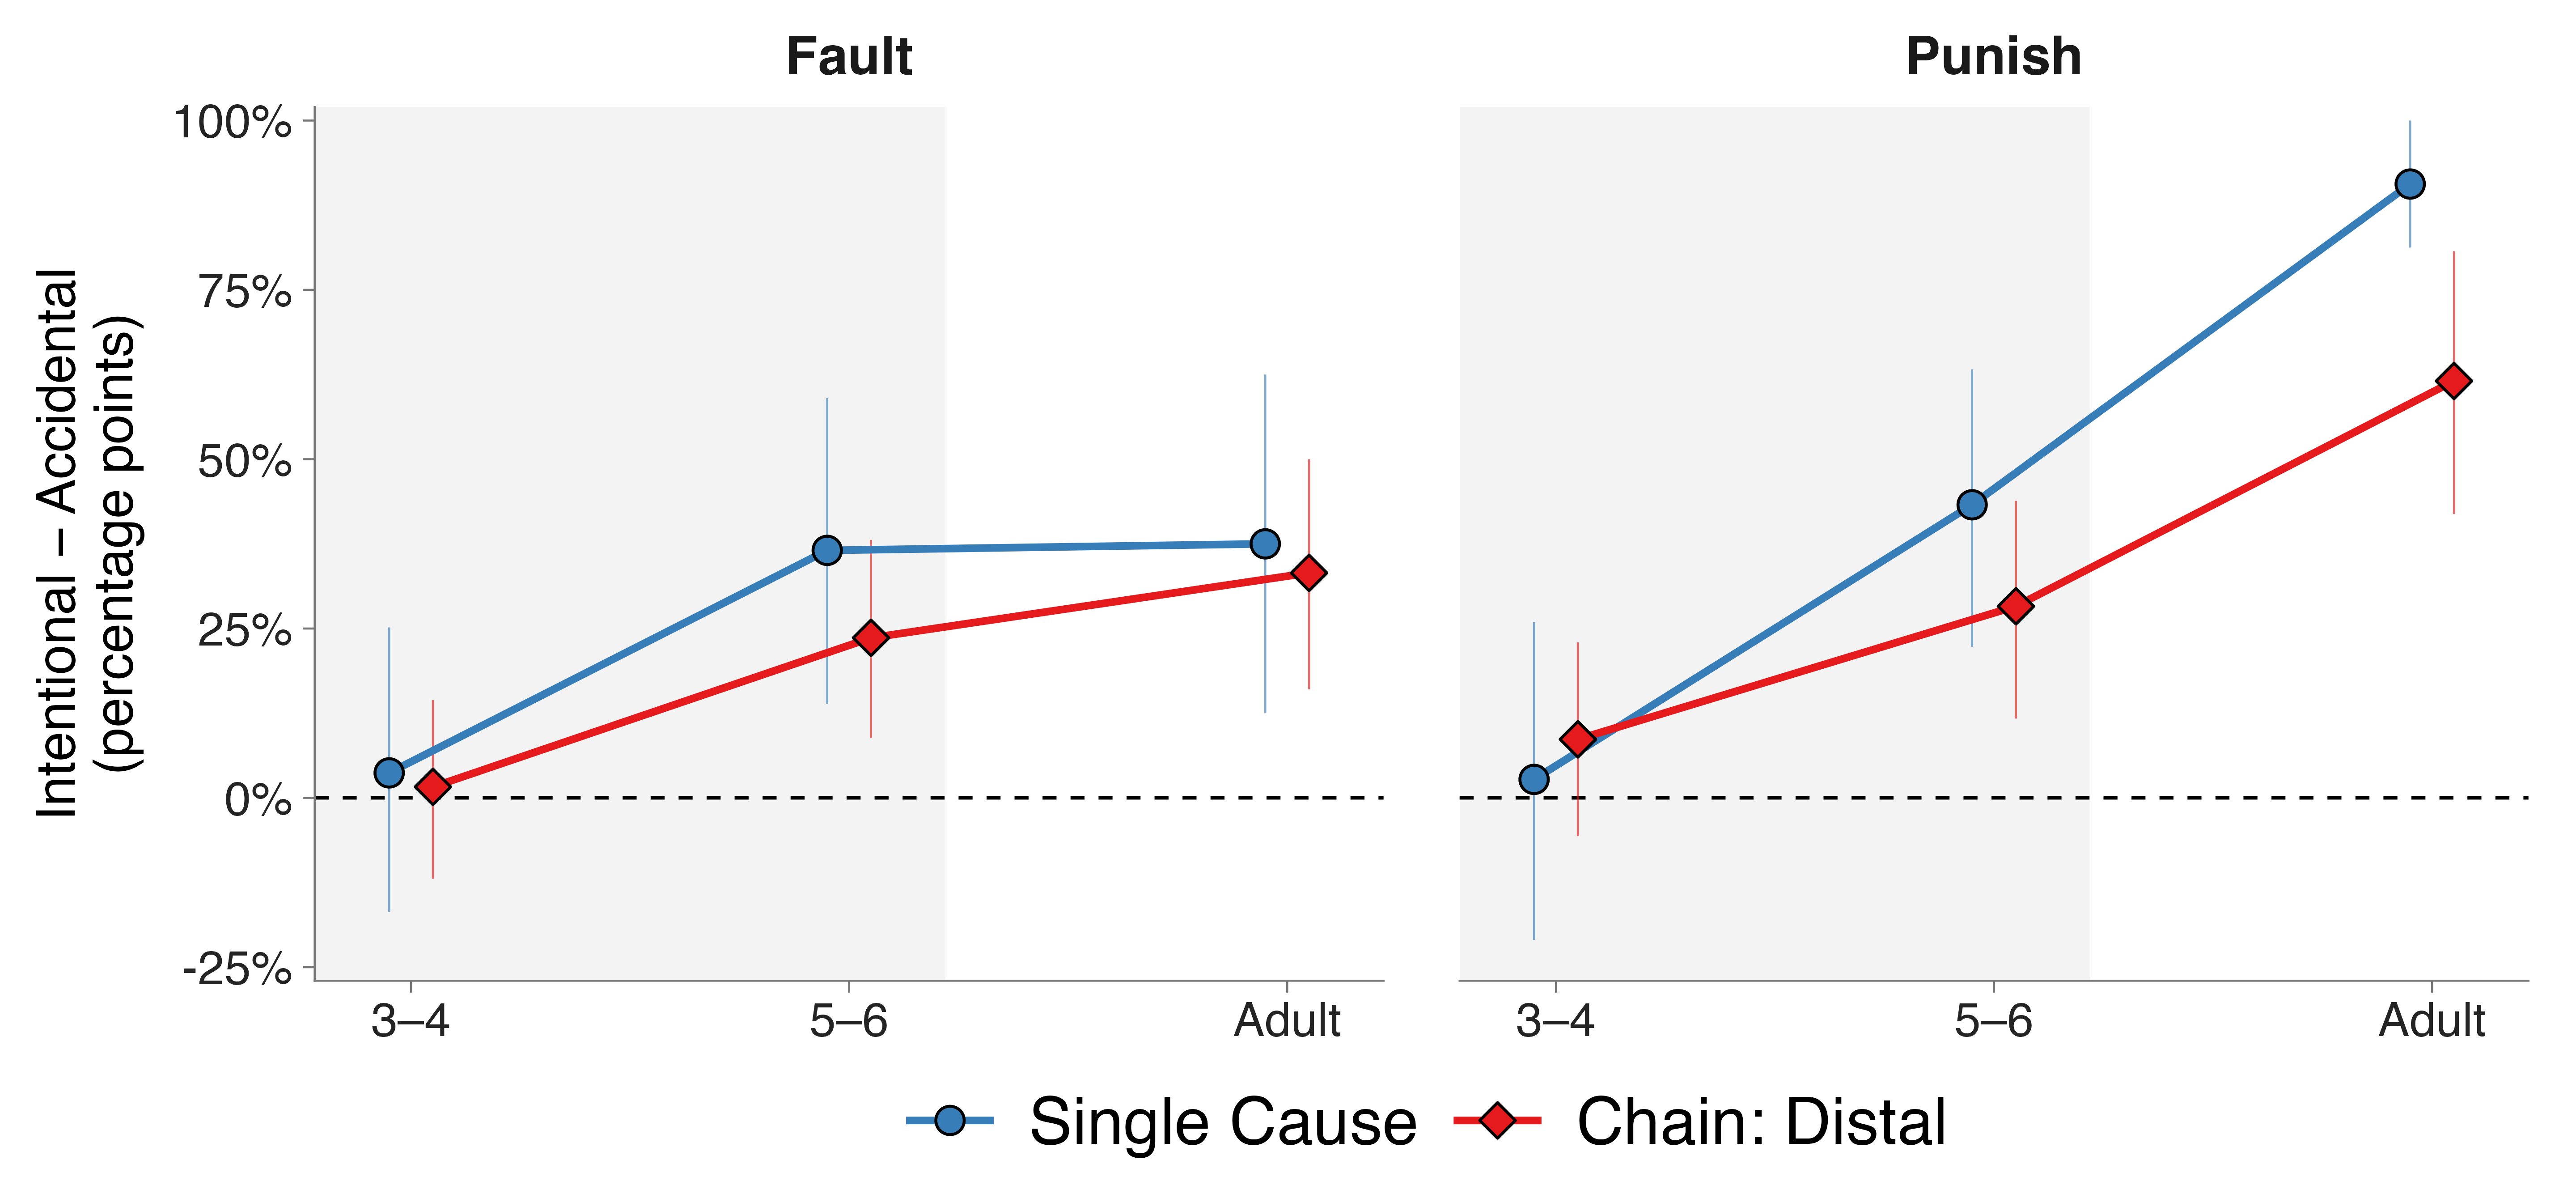 Fault
Punish
Intentional – Accidental
(percentage points)
100%
75%
50%
25%
0%
-25%
3–4
5–6
Adult
3–4
5–6
Adult
Single Cause
Chain: Distal